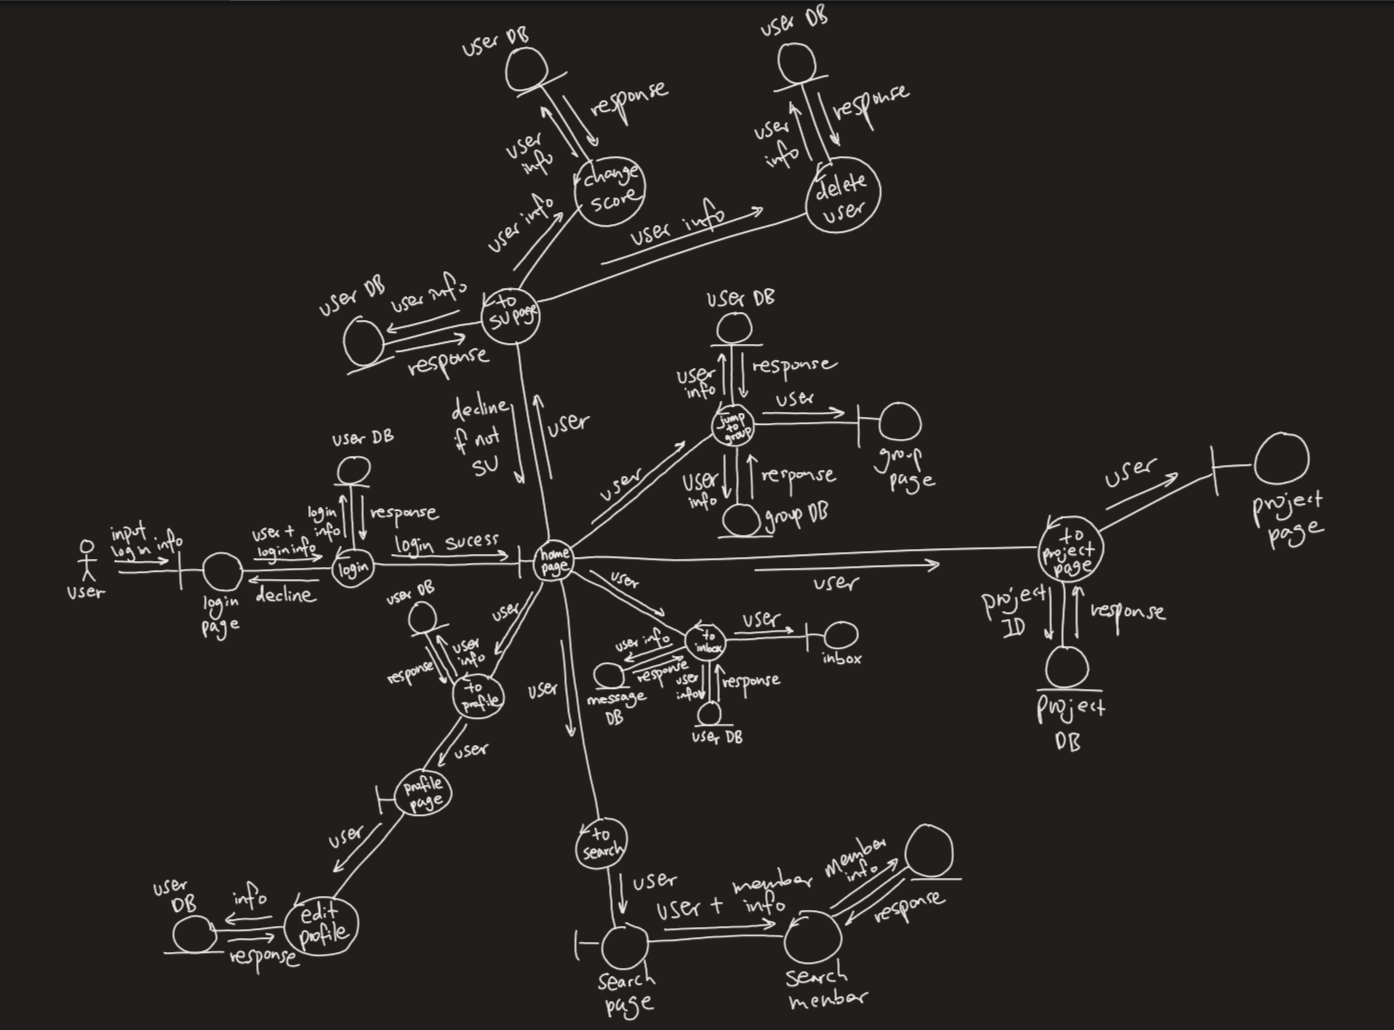 user DB
response
user
info
change
score
user DB
response
user
info
delete
user
user info
user info
user DB
user info
response
to
SU page
decline
if not
SU
user
user DB
user
info
response
jump
to
group
user
group
page
user
info
response
group DB
user
user DB
login
info
response
input
login info
user
login
page
user +
login info
decline
login
login sucess
home
page
user
to
project
page
user
project
page
project
ID
response
project
DB
user
to
inbox
user
inbox
user info
response
message
DB
user
info
response
user DB
user
user DB
user
info
response
to
profile
user
profile
page
user
edit
profile
info
response
user
DB
user
to
search
user
search
page
user + member
info
search
menbar
member
info
response